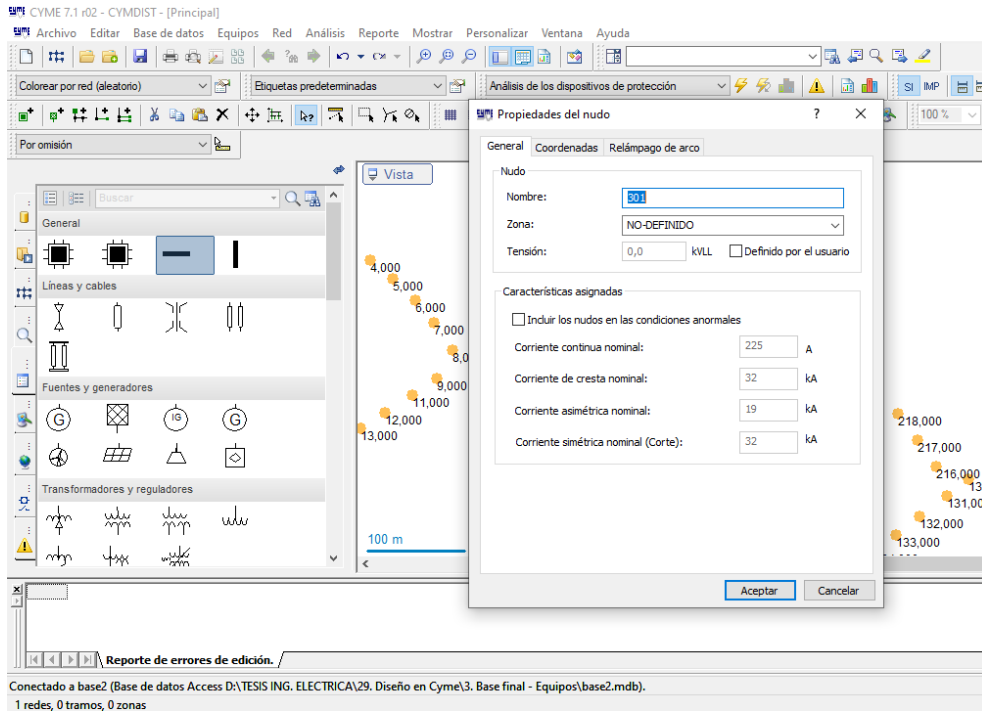 CYME 7.1 r02 - CYMDIST - [Principal]
Archivo Editar Base de datos Equipos Red Análisis Reporte Mostrar Personalizar Ventana Ayuda
Colorear por red (aleatorio)
Etiquetas predeterminadas
Análisis de los dispositivos de protección
SI IMP
100 %
Por omisión
Vista
Buscar
General
Líneas y cables
Fuentes y generadores
G
IG
G
Transformadores y reguladores
4,000
5,000
6,000
7,000
8,0
9,000
11,000
12,000
13,000
100 m
Propiedades del nudo
? X
General Coordenadas Relámpago de arco
Nudo
Nombre: 301
Zona: NO-DEFINIDO
Tensión: 0,0 kVLL Definido por el usuario
Características asignadas
Incluir los nudos en las condiciones anormales
Corriente continua nominal: 225 A
Corriente de cresta nominal: 32 kA
Corriente asimétrica nominal: 19 kA
Corriente simétrica nominal (Corte): 32 kA
Aceptar Cancelar
218,000
217,000
216,000
13
131,00
132,000
133,000
Reporte de errores de edición.
Conectado a base2 (Base de datos Access D:\TESIS ING. ELECTRICA\29. Diseño en Cyme\3. Base final - Equipos\base2.mdb).
1 redes, 0 tramos, 0 zonas